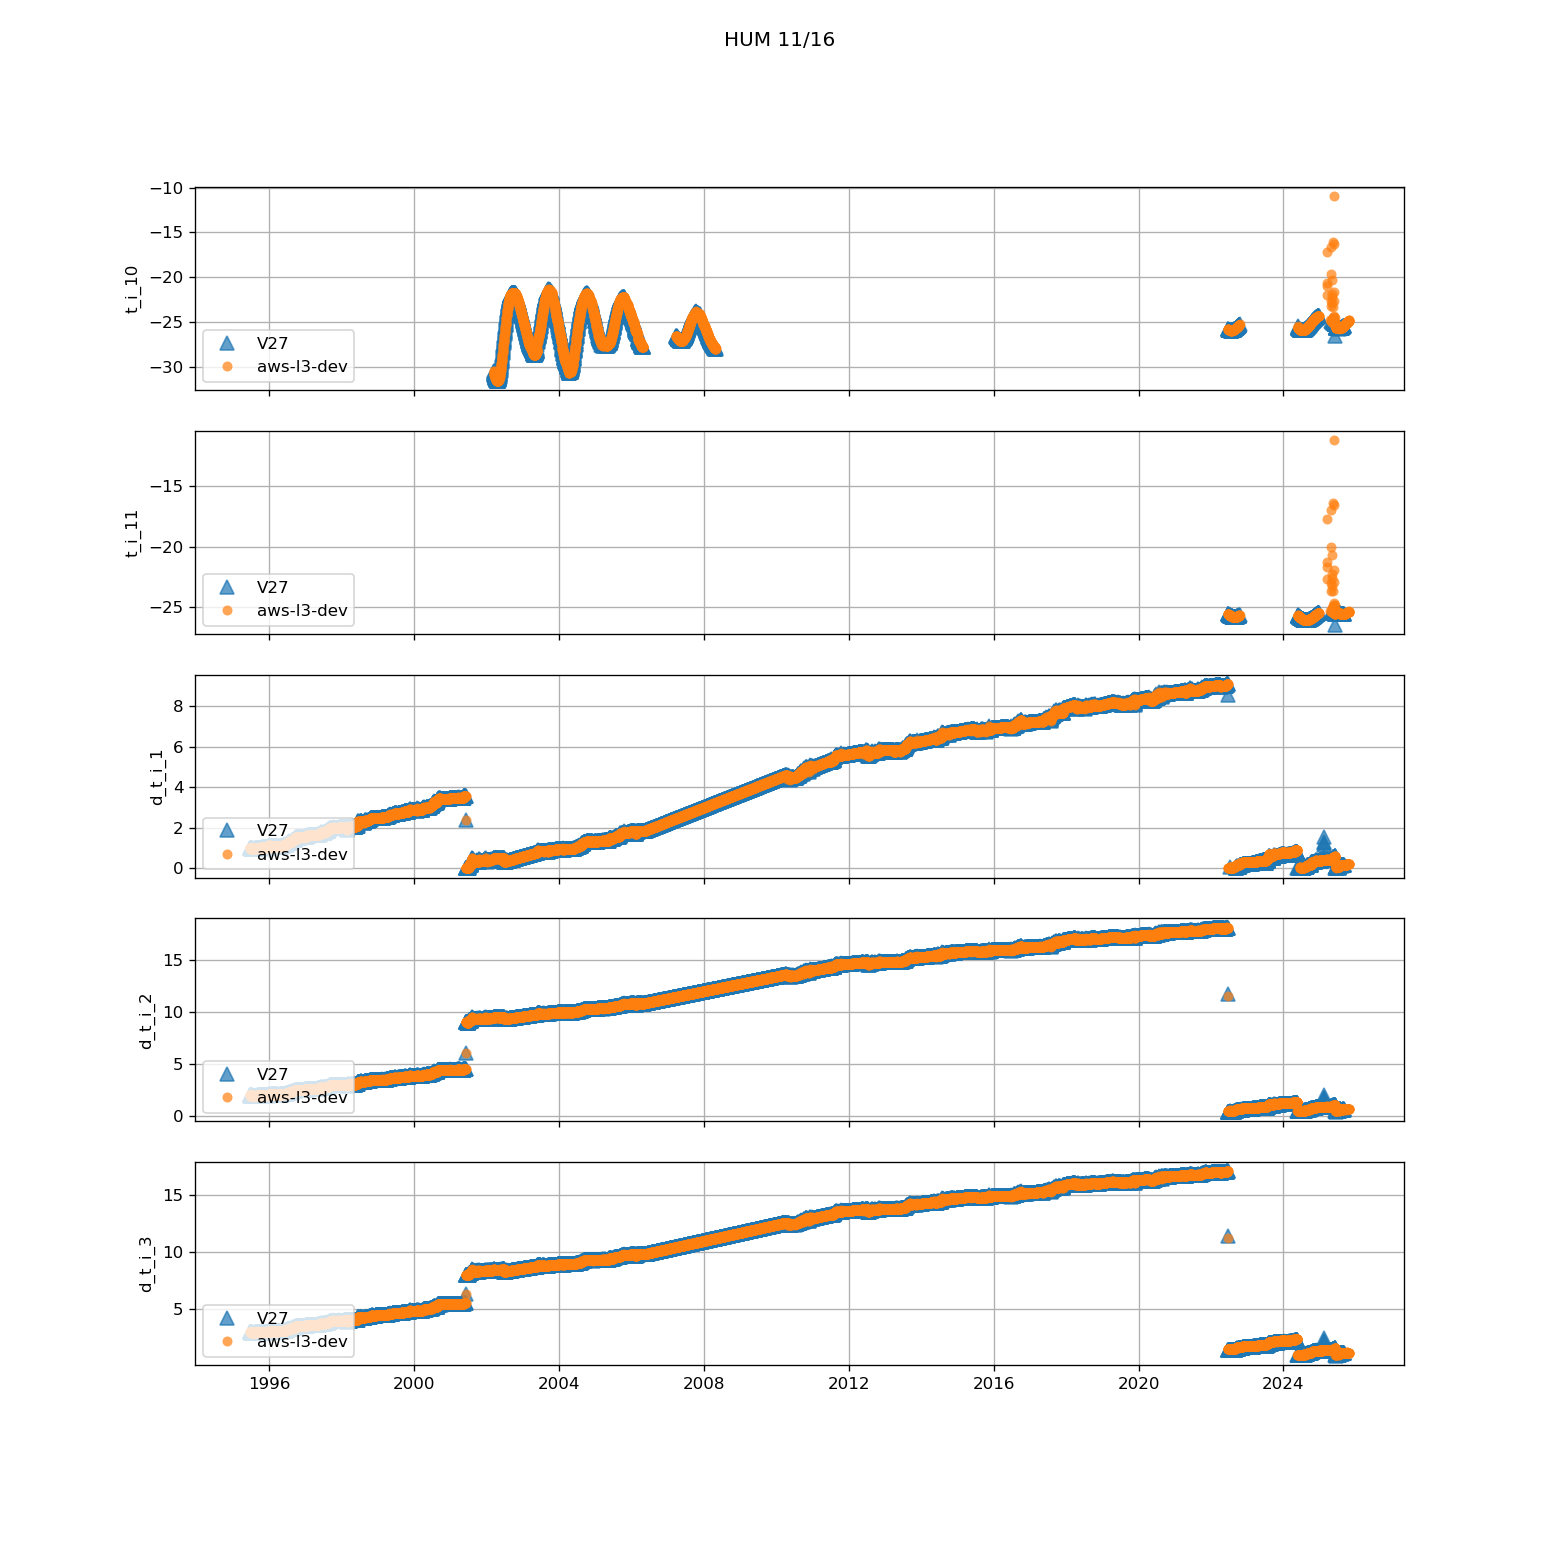 HUM 11/16
−10
−15
−20
−25
−30
t_i_10
V27
aws-l3-dev
−15
−20
−25
t_i_11
V27
aws-l3-dev
8
6
4
2
0
d_t_i_1
V27
aws-l3-dev
15
10
5
0
d_t_i_2
V27
aws-l3-dev
15
10
5
d_t_i_3
V27
aws-l3-dev
1996 2000 2004 2008 2012 2016 2020 2024